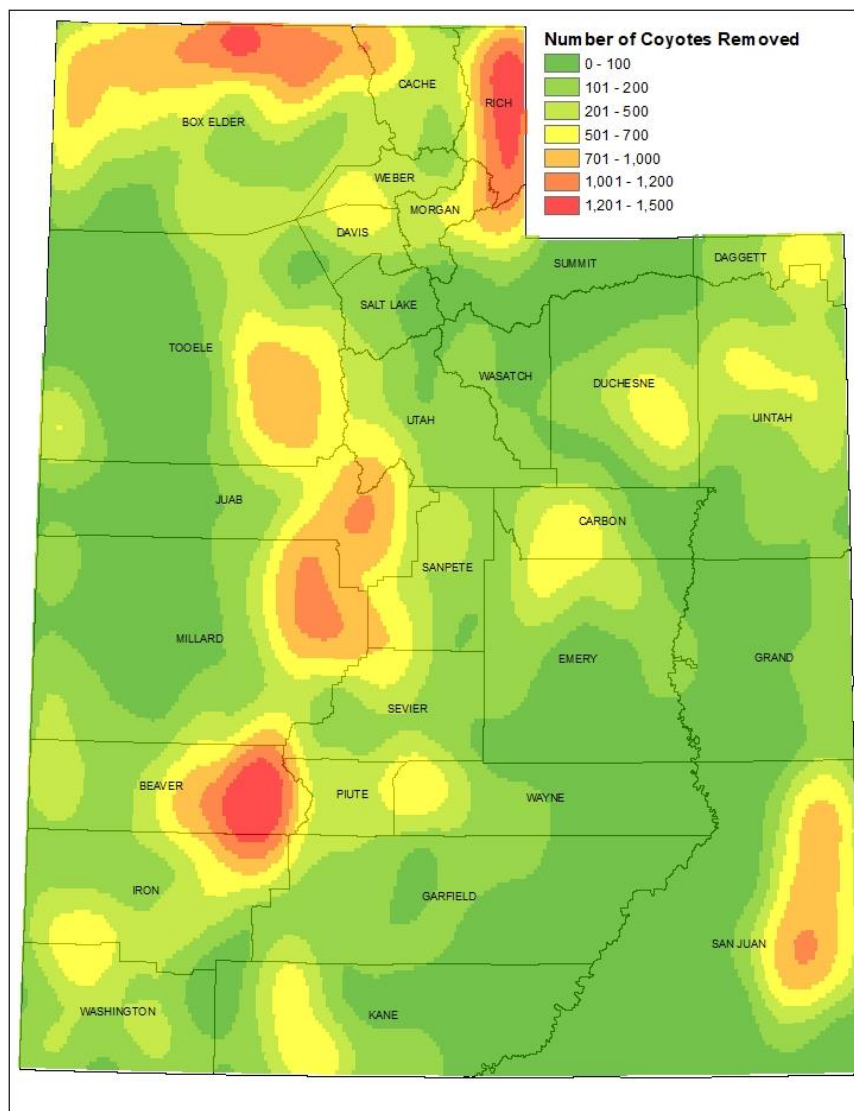 Number of Coyotes Removed
0 - 100
101 - 200
201 - 500
501 - 700
701 - 1,000
1,001 - 1,200
1,201 - 1,500
CACHE
RICH
BOX ELDER
WEBER
MORGAN
DAVIS
SUMMIT
DAGGETT
SALT LAKE
TOOELE
WASATCH
DUCHESNE
UTAH
UINTAH
JUAB
CARBON
SANPETE
MILLARD
EMERY
GRAND
SEVIER
BEAVER
PIUTE
WAYNE
IRON
GARFIELD
SAN JUAN
WASHINGTON
KANE